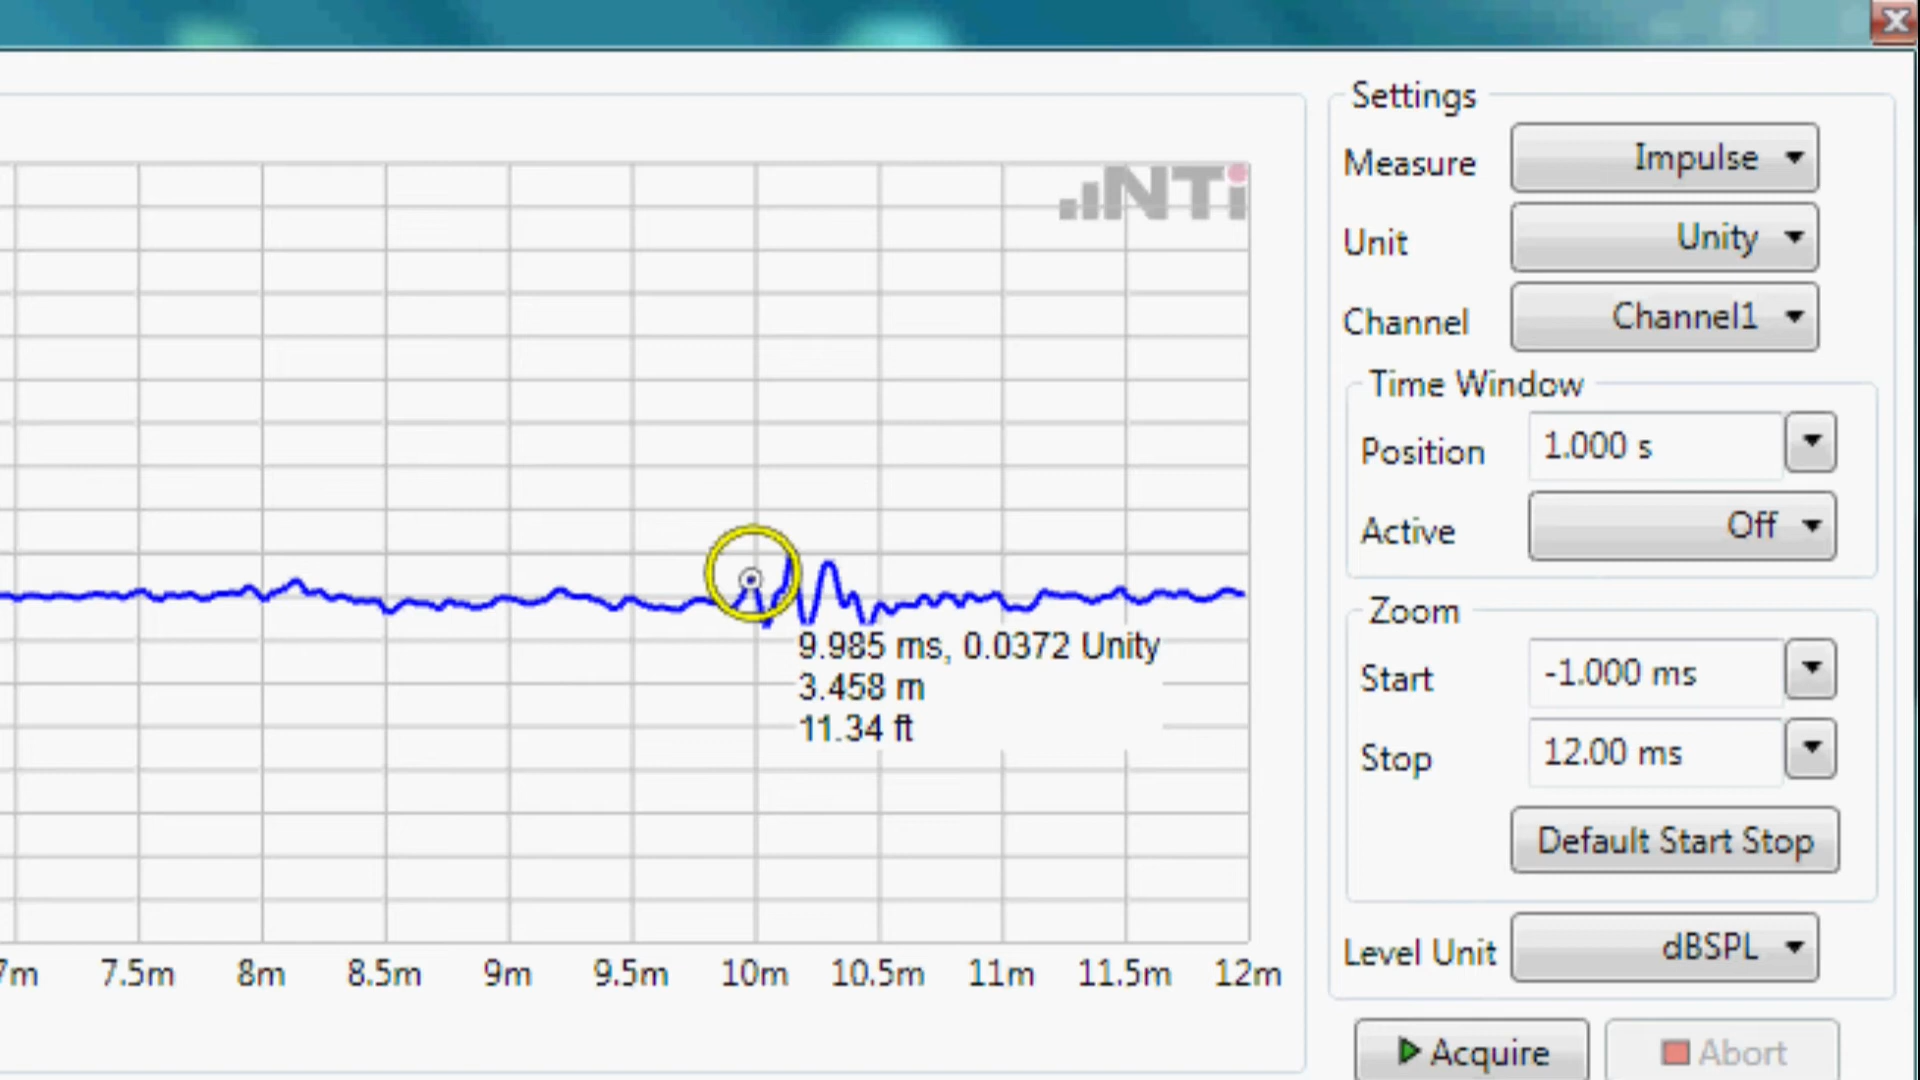 NTi
9.985 ms, 0.0372 Unity
3.458 m
11.34 ft
7m 7.5m 8m 8.5m 9m 9.5m 10m 10.5m 11m 11.5m 12m
Settings
Measure Impulse
Unit Unity
Channel Channel1
Time Window
Position 1.000 s
Active Off
Zoom
Start -1.000 ms
Stop 12.00 ms
Default Start Stop
Level Unit dBSPL
Acquire Abort